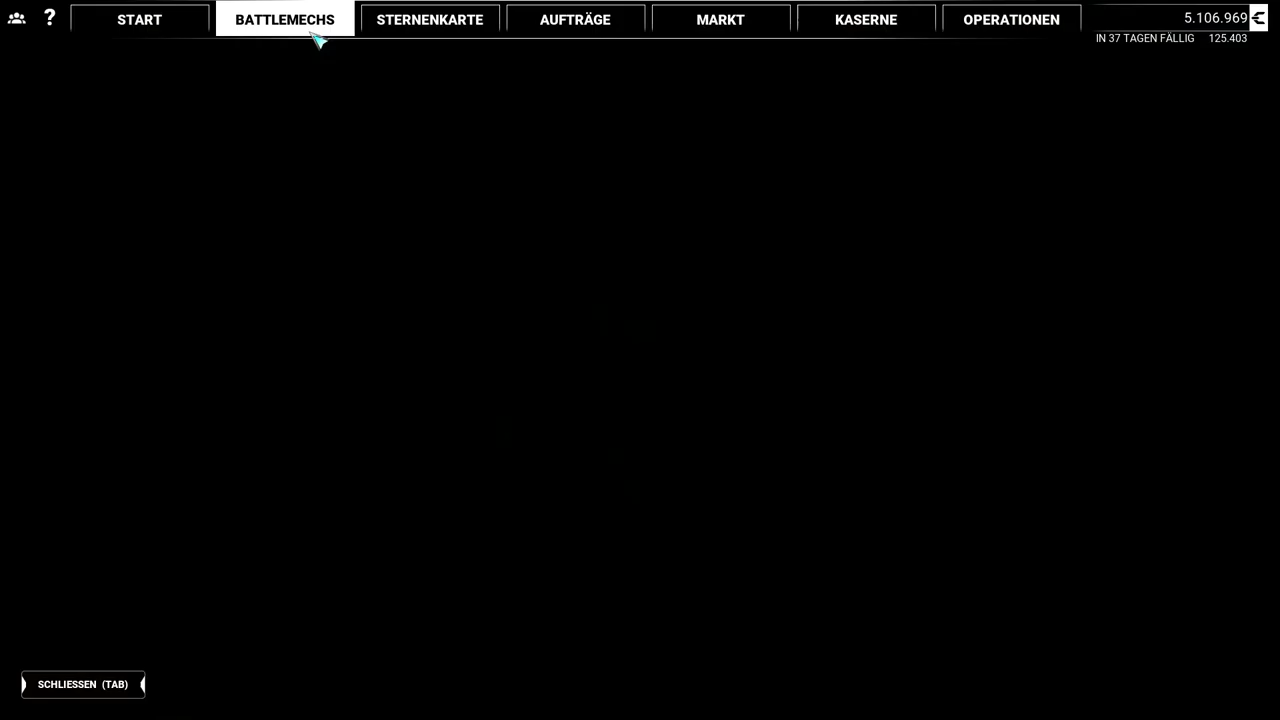 ?
START
BATTLEMECHS
STERNENKARTE
AUFTRÄGE
MARKT
KASERNE
OPERATIONEN
5.106.969
IN 37 TAGEN FÄLLIG 125.403
SCHLIESSEN (TAB)